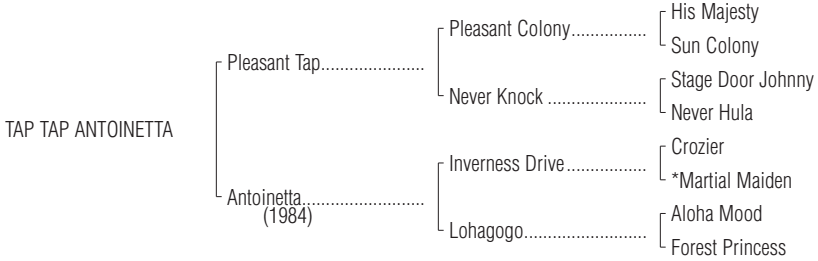 His Majesty
Pleasant Colony................
Sun Colony
Pleasant Tap......................
Stage Door Johnny
Never Knock .....................
Never Hula
TAP TAP ANTOINETTA
Crozier
Inverness Drive.................
*Martial Maiden
Antoinetta..........................
(1984)
Aloha Mood
Lohagogo..........................
Forest Princess